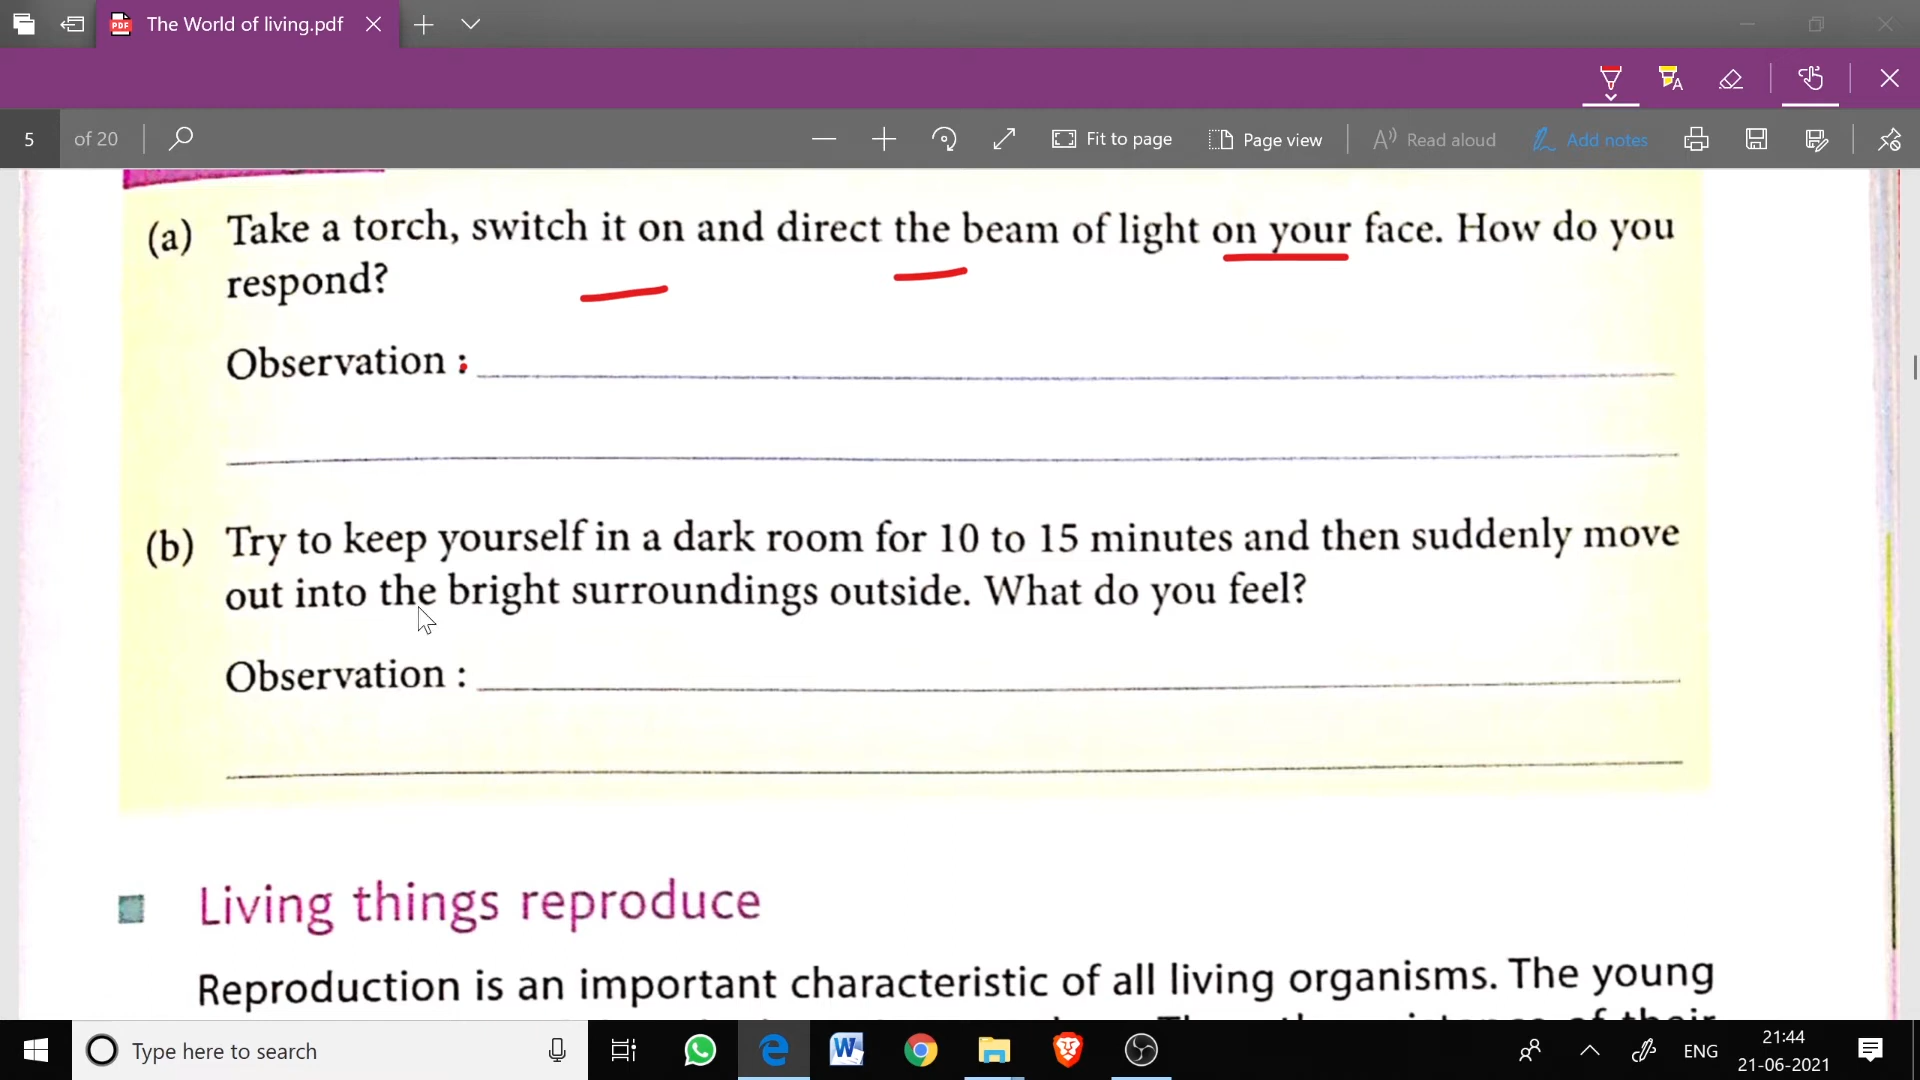 The World of living.pdf
5 of 20 Fit to page Page view Read aloud Add notes
(a) Take a torch, switch it on and direct the beam of light on your face. How do you
respond?
Observation :
(b) Try to keep yourself in a dark room for 10 to 15 minutes and then suddenly move
out into the bright surroundings outside. What do you feel?
Observation :
Living things reproduce
Reproduction is an important characteristic of all living organisms. The young
Type here to search
ENG
21:44
21-06-2021